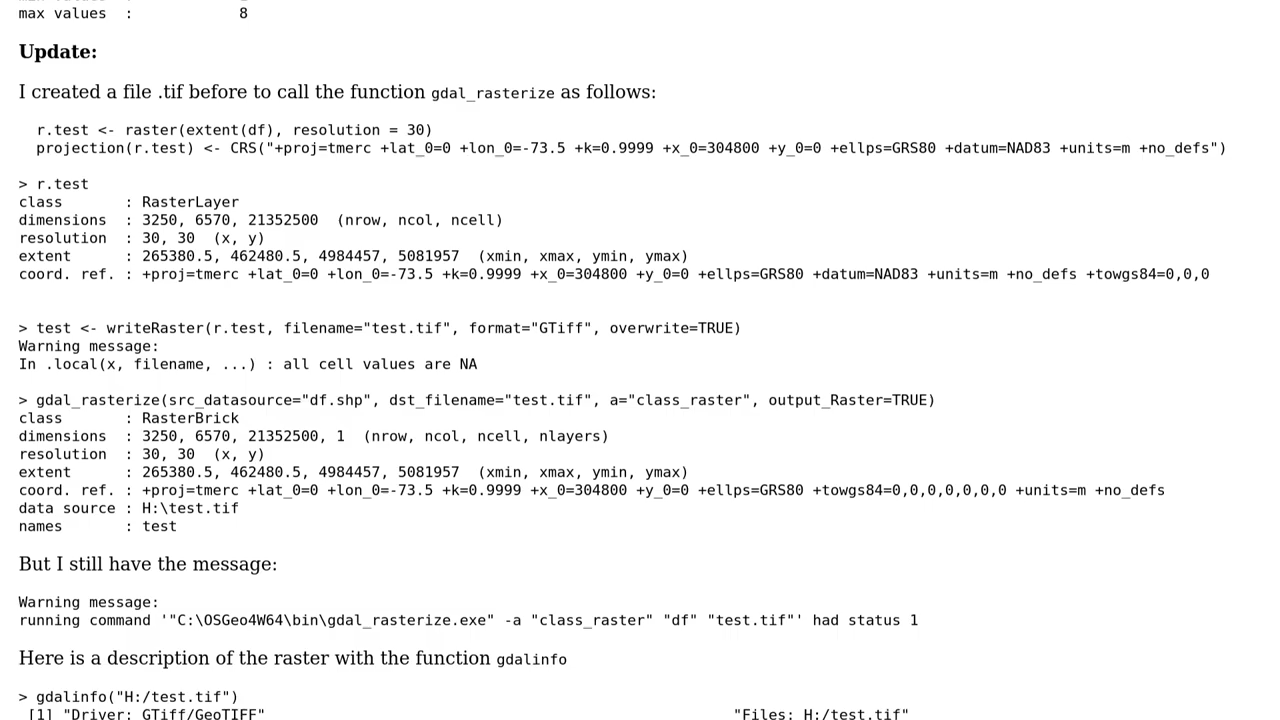 max values  :            8
Update:
I created a file .tif before to call the function gdal_rasterize as follows:
r.test <- raster(extent(df), resolution = 30)
projection(r.test) <- CRS("+proj=tmerc +lat_0=0 +lon_0=-73.5 +k=0.9999 +x_0=304800 +y_0=0 +ellps=GRS80 +datum=NAD83 +units=m +no_defs")
> r.test
class       : RasterLayer
dimensions  : 3250, 6570, 21352500  (nrow, ncol, ncell)
resolution  : 30, 30  (x, y)
extent      : 265380.5, 462480.5, 4984457, 5081957  (xmin, xmax, ymin, ymax)
coord. ref. : +proj=tmerc +lat_0=0 +lon_0=-73.5 +k=0.9999 +x_0=304800 +y_0=0 +ellps=GRS80 +datum=NAD83 +units=m +no_defs +towgs84=0,0,0
> test <- writeRaster(r.test, filename="test.tif", format="GTiff", overwrite=TRUE)
Warning message:
In .local(x, filename, ...) : all cell values are NA
> gdal_rasterize(src_datasource="df.shp", dst_filename="test.tif", a="class_raster", output_Raster=TRUE)
class       : RasterBrick
dimensions  : 3250, 6570, 21352500, 1  (nrow, ncol, ncell, nlayers)
resolution  : 30, 30  (x, y)
extent      : 265380.5, 462480.5, 4984457, 5081957  (xmin, xmax, ymin, ymax)
coord. ref. : +proj=tmerc +lat_0=0 +lon_0=-73.5 +k=0.9999 +x_0=304800 +y_0=0 +ellps=GRS80 +towgs84=0,0,0,0,0,0,0 +units=m +no_defs
data source : H:\test.tif
names       : test
But I still have the message:
Warning message:
running command '"C:\OSGeo4W64\bin\gdal_rasterize.exe" -a "class_raster" "df" "test.tif"' had status 1
Here is a description of the raster with the function gdalinfo
> gdalinfo("H:/test.tif")
[1] "Driver: GTiff/GeoTIFF"                                                     "Files: H:/test.tif"